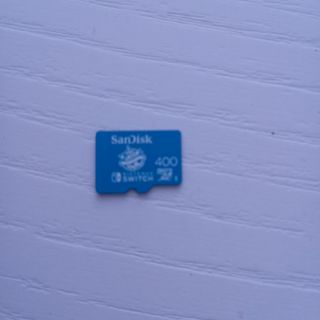 SanDisk
400
NINTENDO
SWITCH